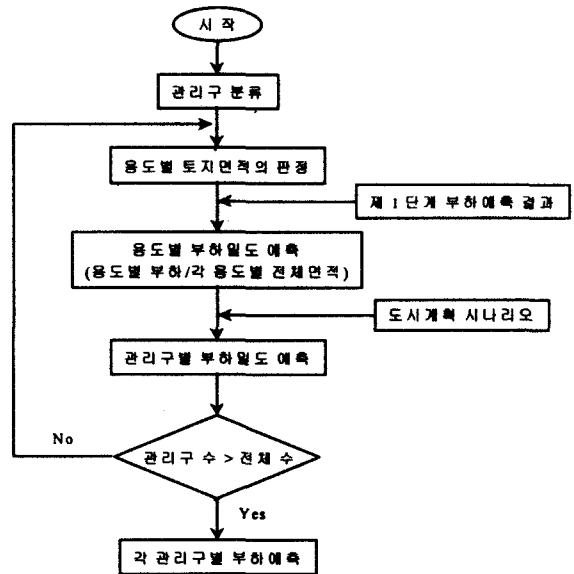 시 작
관리구 분류
용도별 토지면적의 판정
제 1 단계 부하예측 결과
용도별 부하밀도 예측
(용도별 부하/각 용도별 전체면적)
도시계획 시나리오
관리구별 부하밀도 예측
No
관리구 수 > 전체 수
Yes
각 관리구별 부하예측